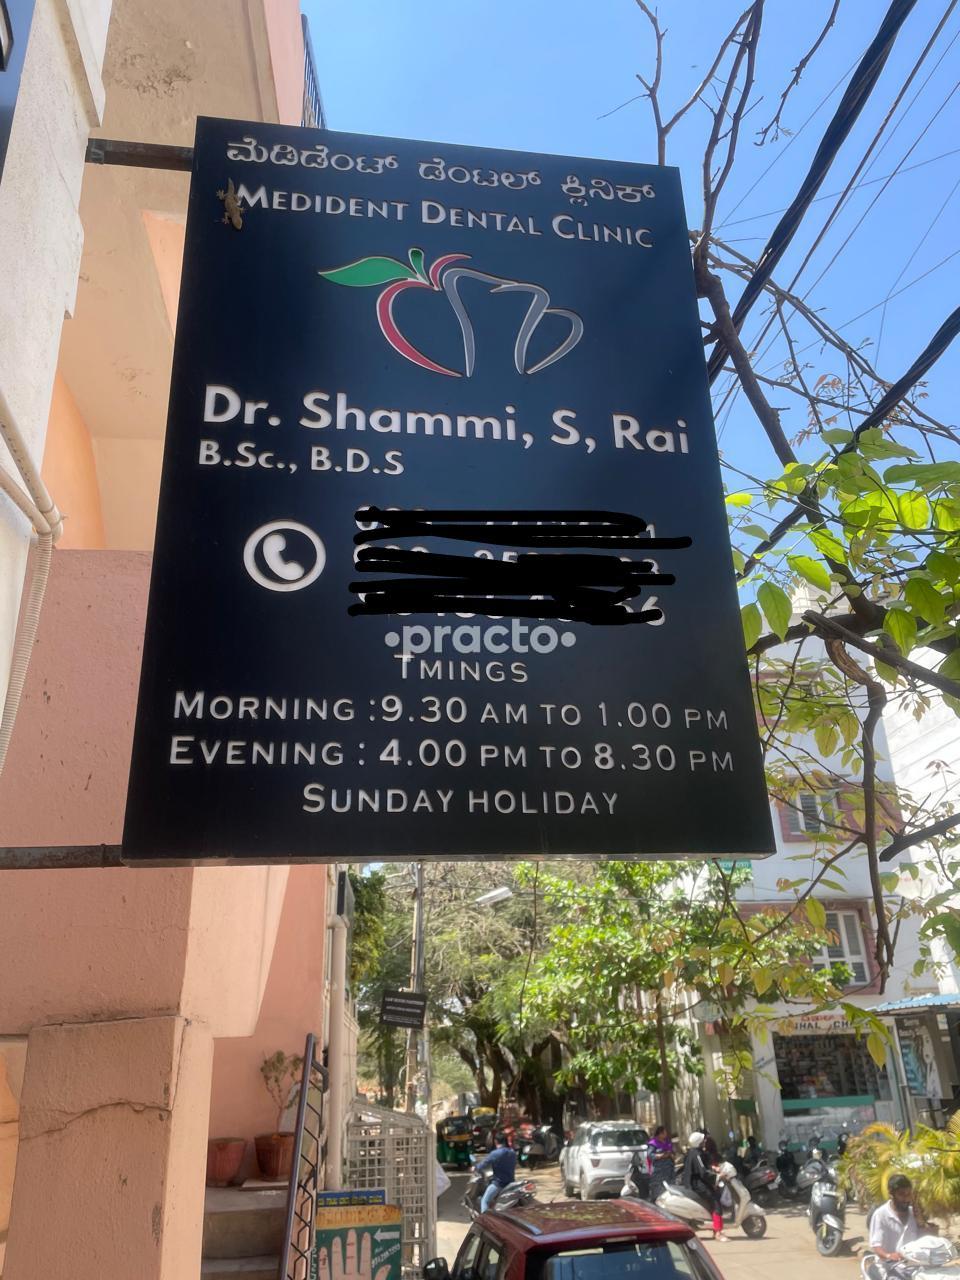 ಮೆಡಿಡೆಂಟ್ ಡೆಂಟಲ್ ಕ್ಲಿನಿಕ್
MEDIDENT DENTAL CLINIC
Dr. Shammi, S, Rai
B.Sc., B.D.S
•practo•
TMINGS
MORNING :9.30 AM TO 1.00 PM
EVENING : 4.00 PM TO 8.30 PM
SUNDAY HOLIDAY